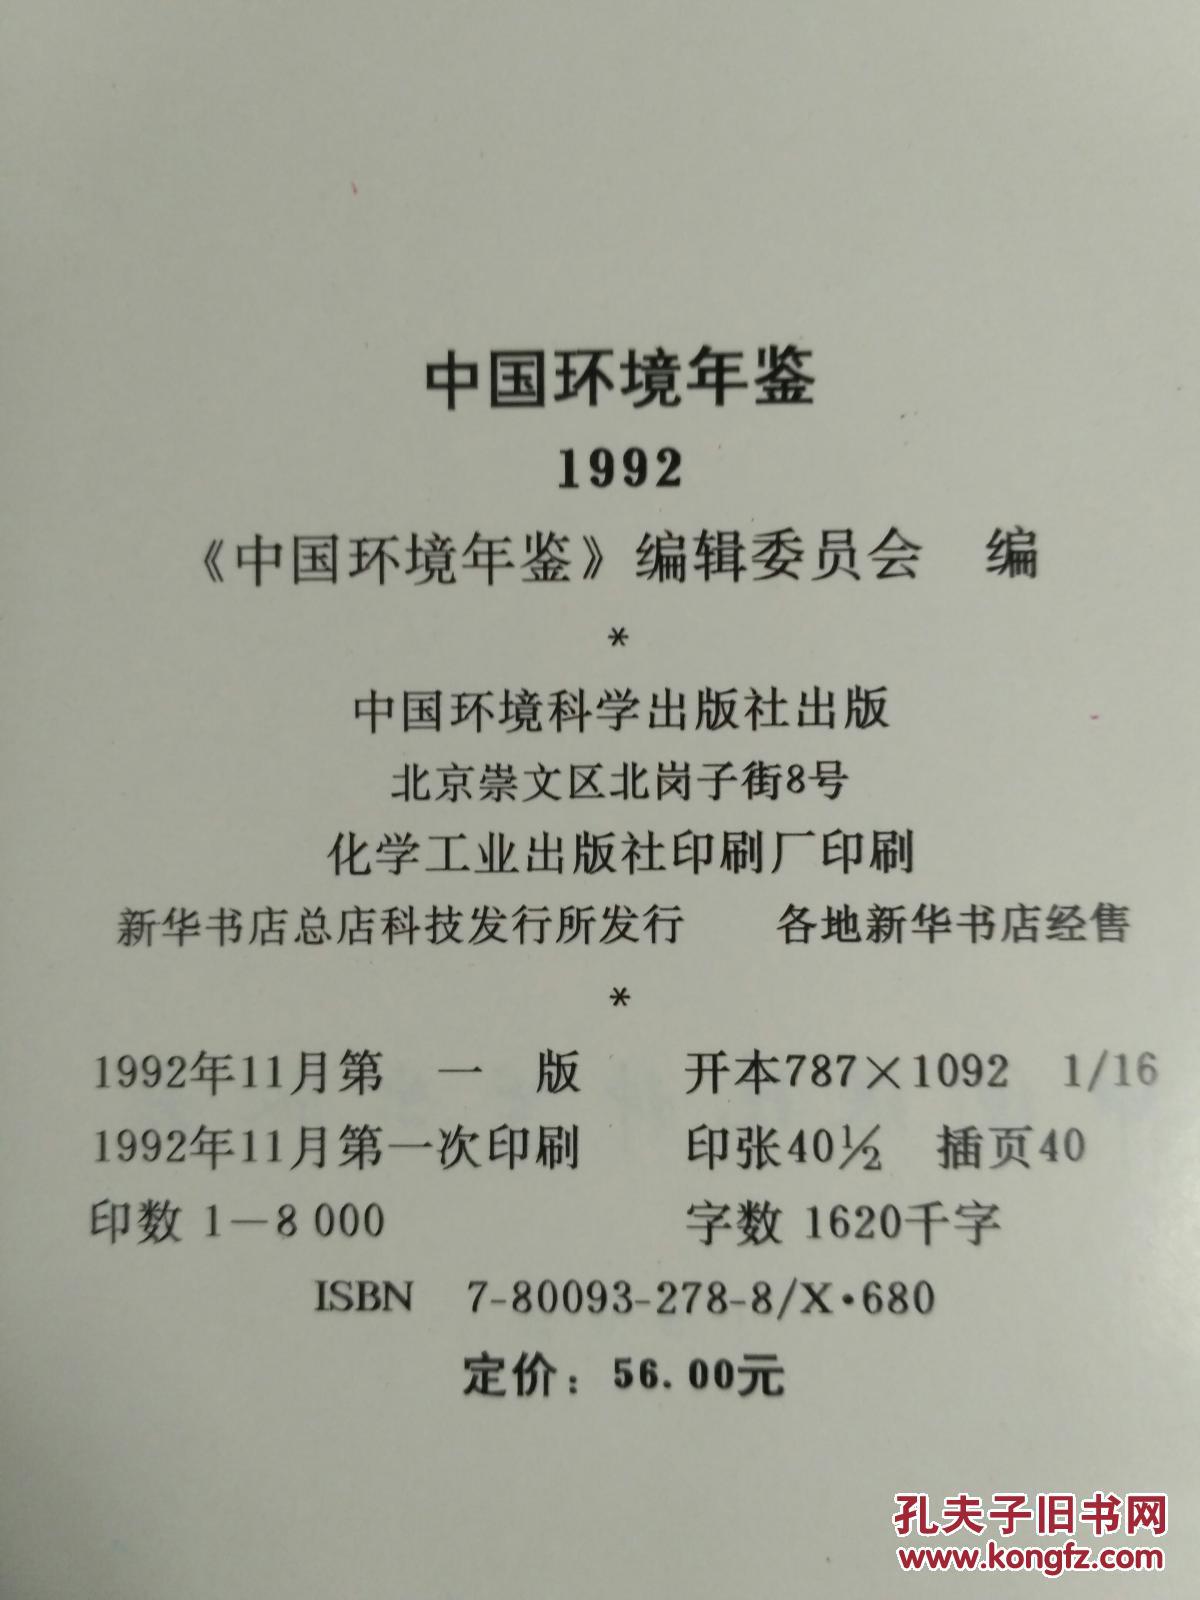 中国环境年鉴
1992
《中国环境年鉴》编辑委员会 编
*
中国环境科学出版社出版
北京崇文区北岗子街8号
化学工业出版社印刷厂印刷
新华书店总店科技发行所发行 各地新华书店经售
*
1992年11月第 一 版 开本787×1092 1/16
1992年11月第一次印刷 印张40½ 插页40
印数 1—8 000 字数 1620千字
ISBN 7-80093-278-8/X·680
定价：56.00元
孔夫子旧书网
www.kongfz.com